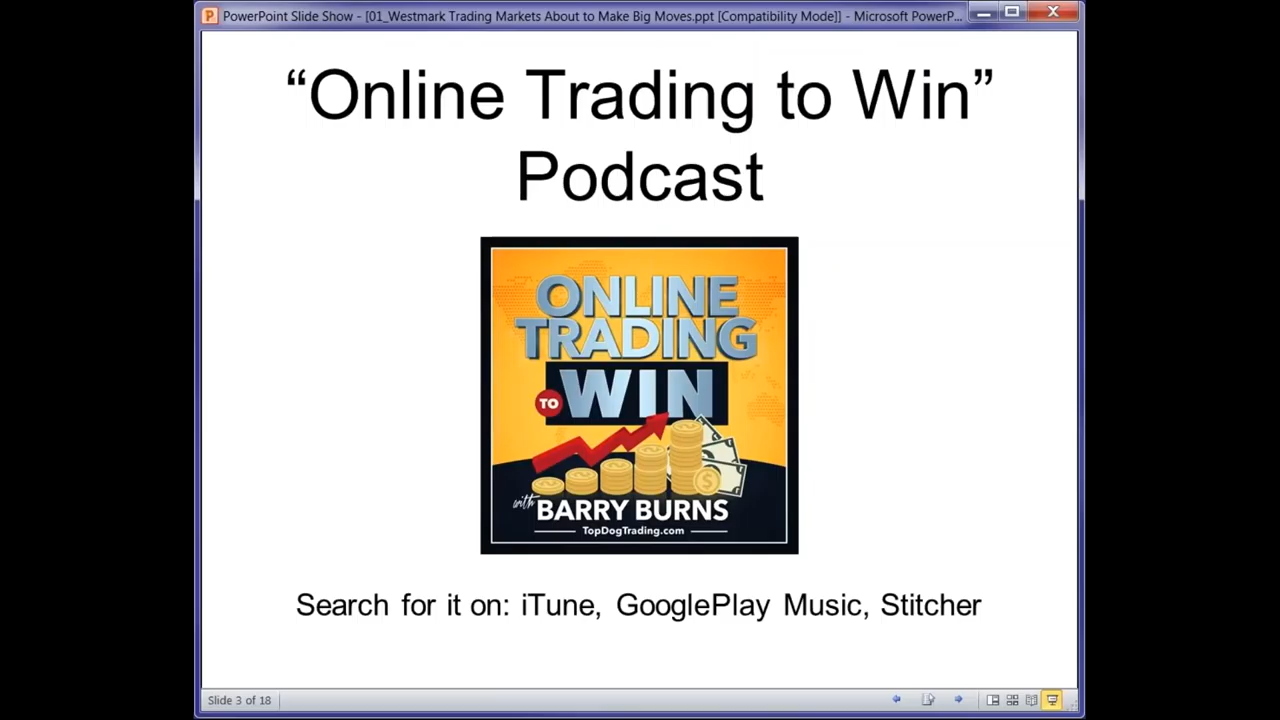 PowerPoint Slide Show - [01_Westmark Trading Markets About to Make Big Moves.ppt [Compatibility Mode]] - Microsoft PowerP...
“Online Trading to Win”
Podcast
ONLINE
TRADING
TO WIN
with BARRY BURNS
TopDogTrading.com
Search for it on: iTune, GooglePlay Music, Stitcher
Slide 3 of 18